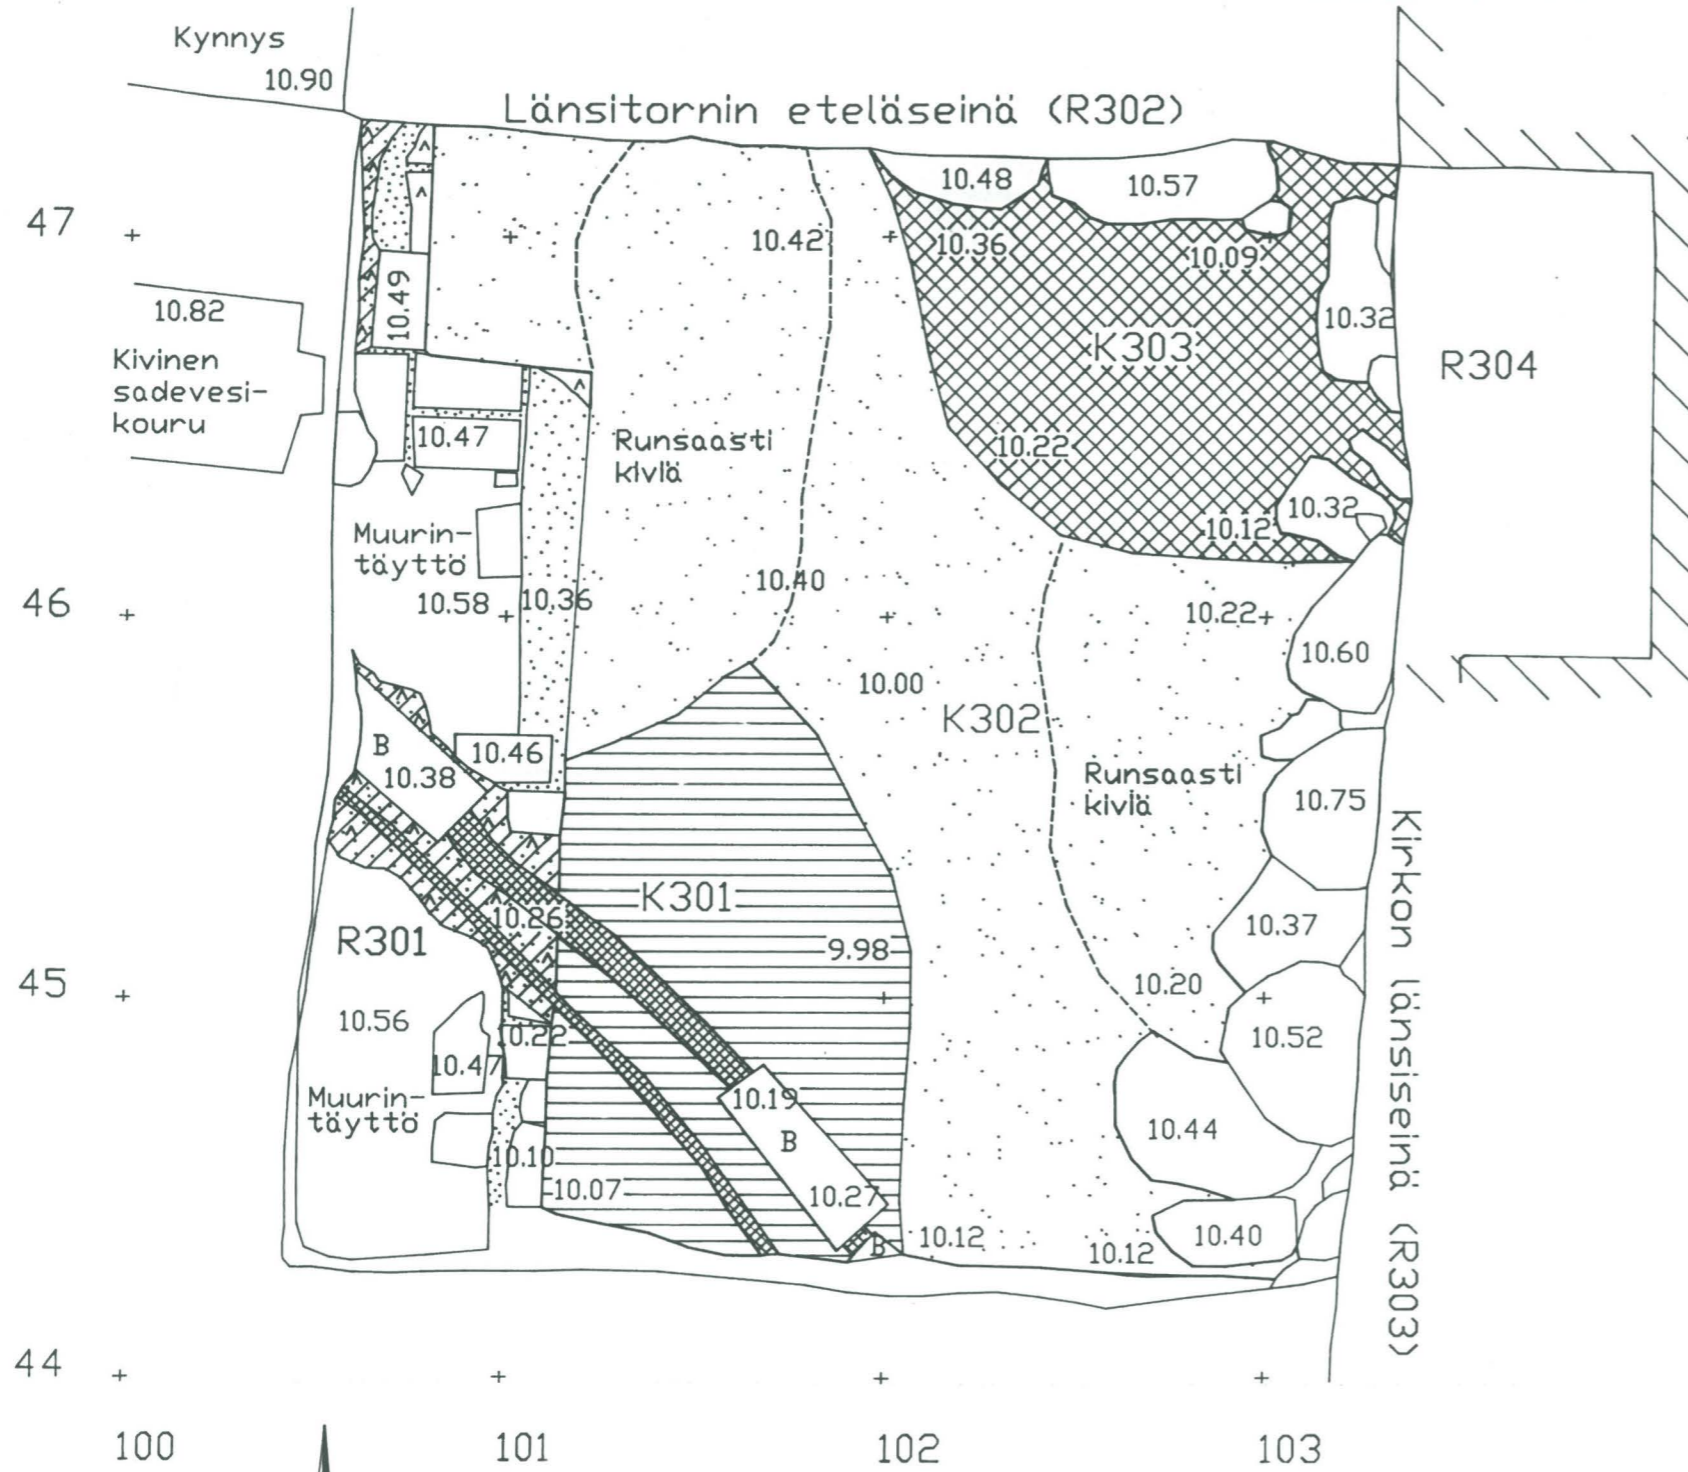 Kynnys
10.90
Länsitornin eteläseinä (R302)
10.48
10.57
47
10.42
10.36
10.09
10.49
10.82
10.32
K303
R304
Kivinen
sadevesi-
kouru
10.47
Runsaasti
kiviä
10.22
10.32
10.12
Muurin-
täyttö
10.58
10.36
10.40
46
10.22
10.60
10.00
K302
B
10.38
10.46
Runsaasti
kiviä
10.75
Kirkon länsiseinä (R303)
K301
10.26
10.37
R301
9.98
45
10.20
10.56
10.22
10.52
10.47
10.19
Muurin-
täyttö
B
10.44
10.10
10.07
10.27
B
10.12
10.12
10.40
44
100
101
102
103